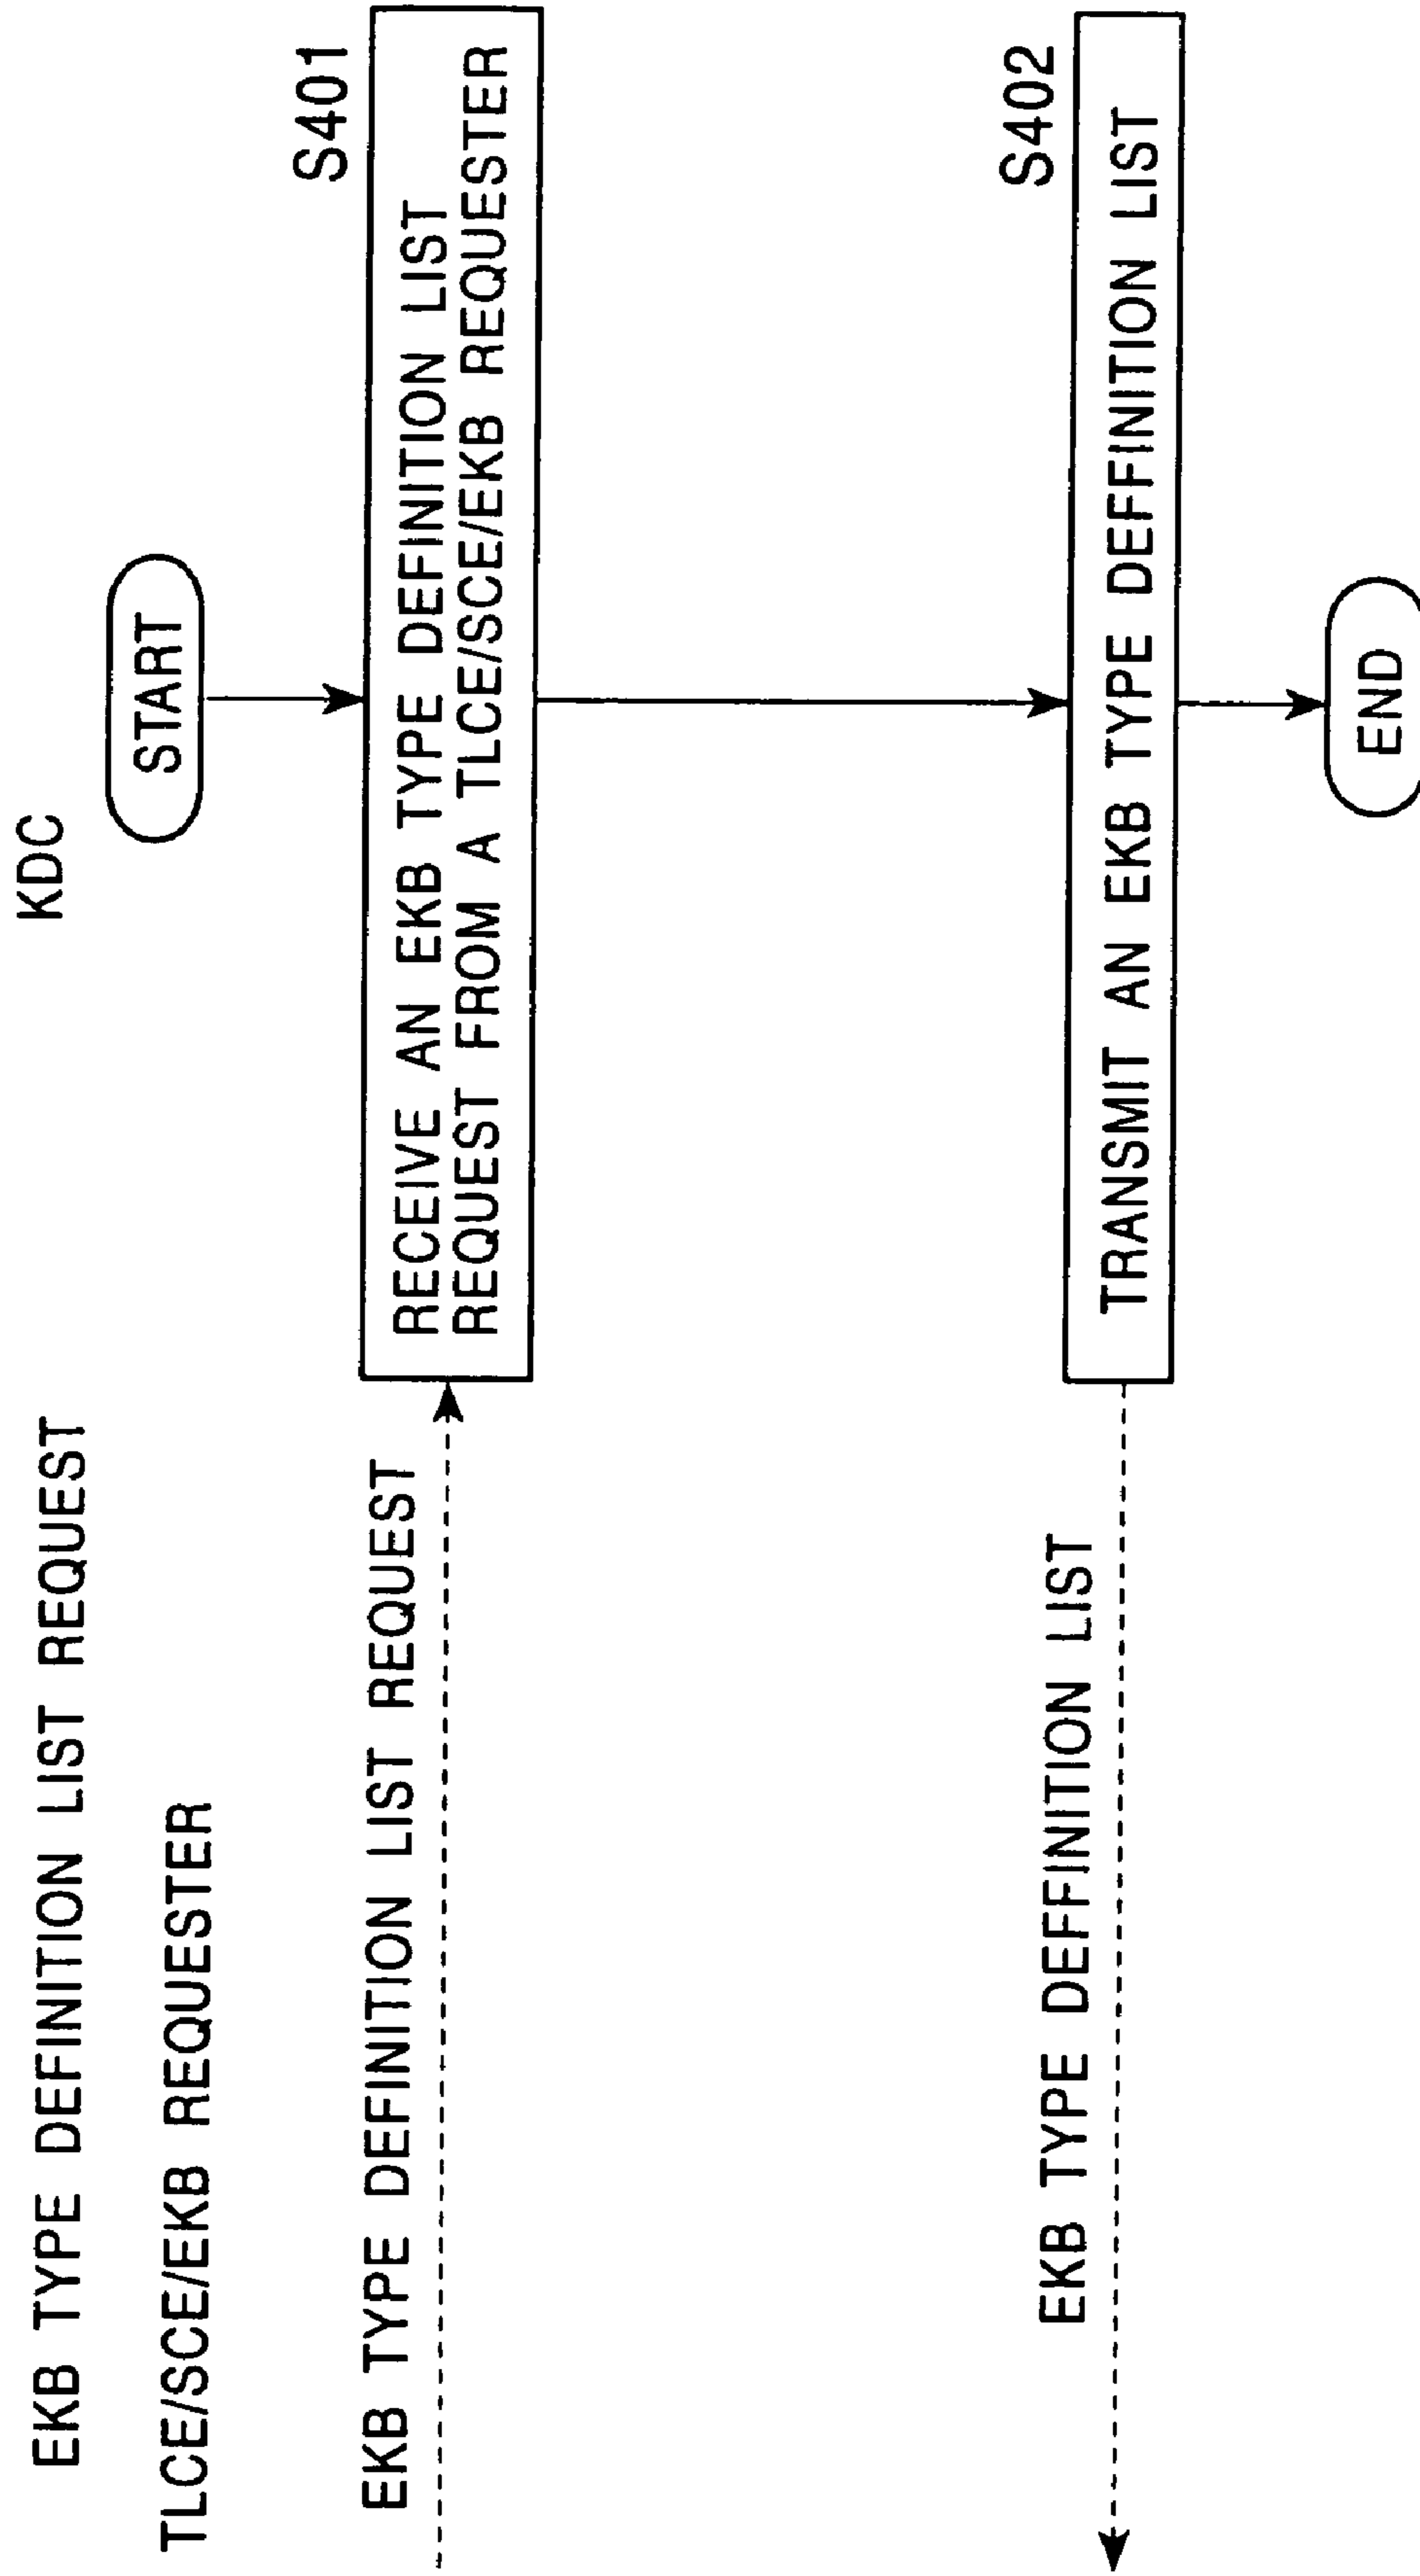 EKB TYPE DEFINITION LIST REQUEST
TLCE/SCE/EKB REQUESTER
KDC
START
EKB TYPE DEFINITION LIST REQUEST
S401
RECEIVE AN EKB TYPE DEFINITION LIST
REQUEST FROM A TLCE/SCE/EKB REQUESTER
EKB TYPE DEFFINITION LIST
S402
TRANSMIT AN EKB TYPE DEFFINITION LIST
END